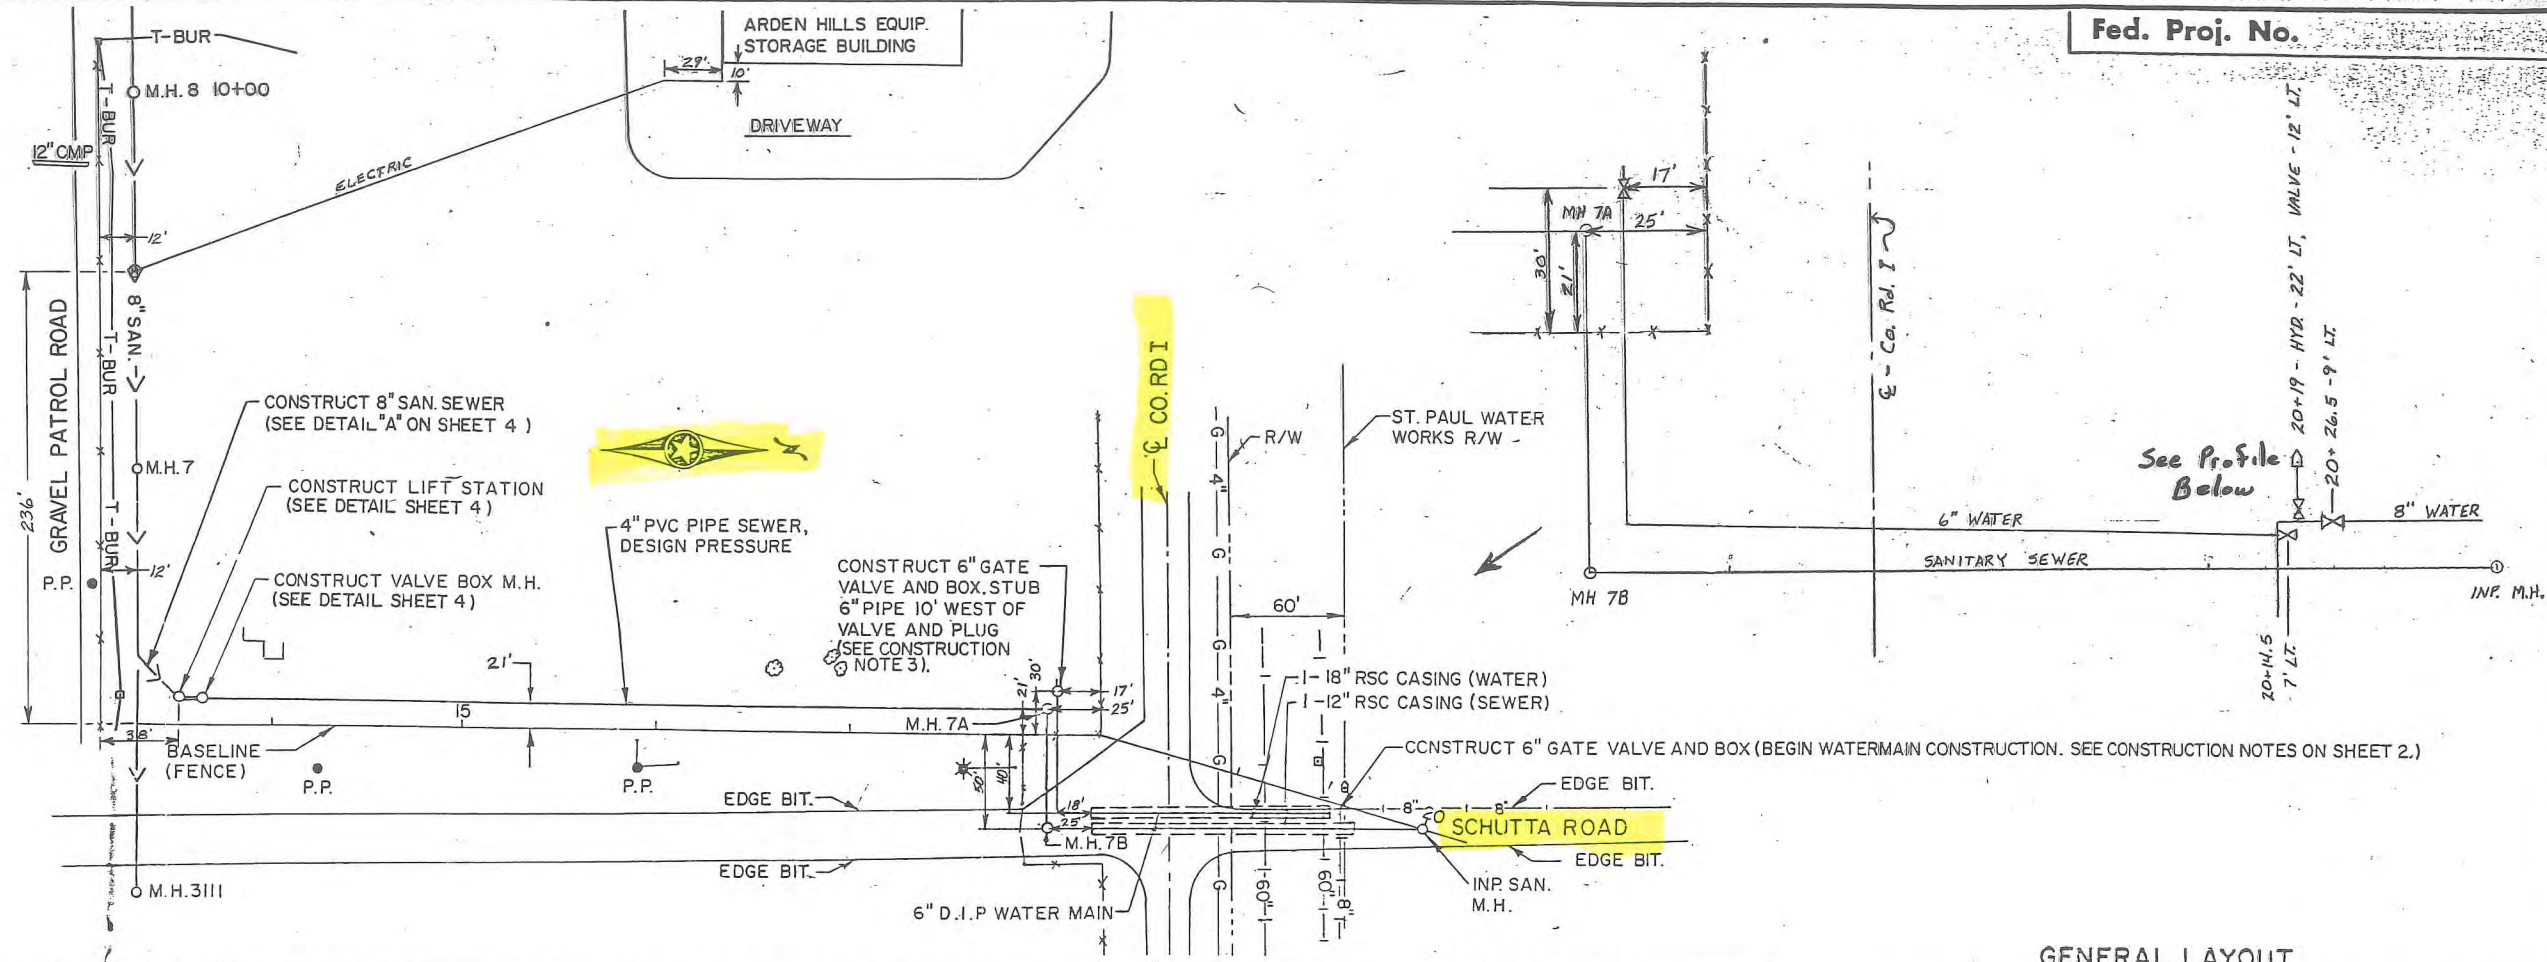 Fed. Proj. No.
ARDEN HILLS EQUIP.
STORAGE BUILDING
29'
10'
DRIVEWAY
T-BUR
M.H. 8 10+00
T-BUR
12" CMP
ELECTRIC
12'
236'
GRAVEL PATROL ROAD
8" SAN.
T-BUR
T-BUR
CONSTRUCT 8" SAN. SEWER
(SEE DETAIL "A" ON SHEET 4 )
M.H. 7
CONSTRUCT LIFT STATION
(SEE DETAIL SHEET 4 )
CONSTRUCT VALVE BOX M.H.
(SEE DETAIL SHEET 4)
12'
P.P.
4" PVC PIPE SEWER,
DESIGN PRESSURE
CONSTRUCT 6" GATE
VALVE AND BOX, STUB
6" PIPE 10' WEST OF
VALVE AND PLUG
(SEE CONSTRUCTION
NOTE 3).
21'
15
38'
BASELINE
(FENCE)
P.P.
P.P.
M.H. 7A
21'
30'
17'
25'
50'
40'
18'
25'
M.H. 7B
EDGE BIT.
EDGE BIT.
M.H. 3111
6" D.I.P WATER MAIN
℄ CO. RD I
G
4"
G
G
4"
G
G
R/W
ST. PAUL WATER
WORKS R/W
60'
1-18" RSC CASING (WATER)
1-12" RSC CASING (SEWER)
CONSTRUCT 6" GATE VALVE AND BOX (BEGIN WATERMAIN CONSTRUCTION. SEE CONSTRUCTION NOTES ON SHEET 2.)
EDGE BIT.
8"
8"
SCHUTTA ROAD
EDGE BIT.
INP. SAN.
M.H.
60"
60"
8"
17'
MH 7A
25'
30'
21'
℄ - Co. Rd. I
20+19 - HYD. - 22' LT, VALVE - 12' LT.
20+26.5 - 9' LT.
See Profile
Below
6" WATER
8" WATER
SANITARY SEWER
MH 7B
INP. M.H.
20+14.5
7' LT.
GENERAL LAYOUT